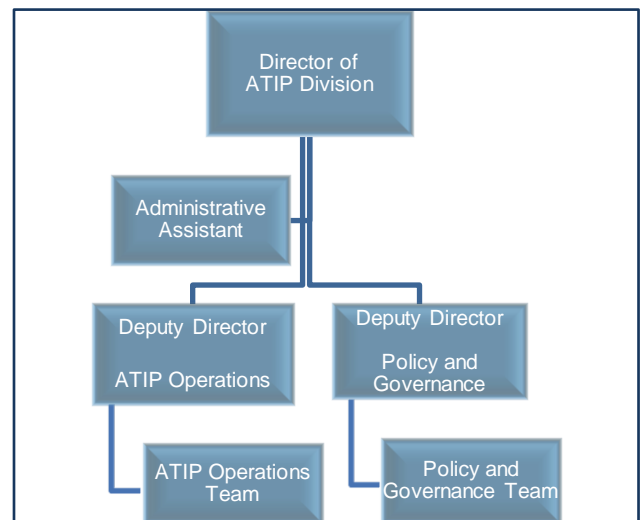 Director of
ATIP Division
Administrative
Assistant
Deputy Director
ATIP Operations
Deputy Director
Policy and
Governance
ATIP Operations
Team
Policy and
Governance Team